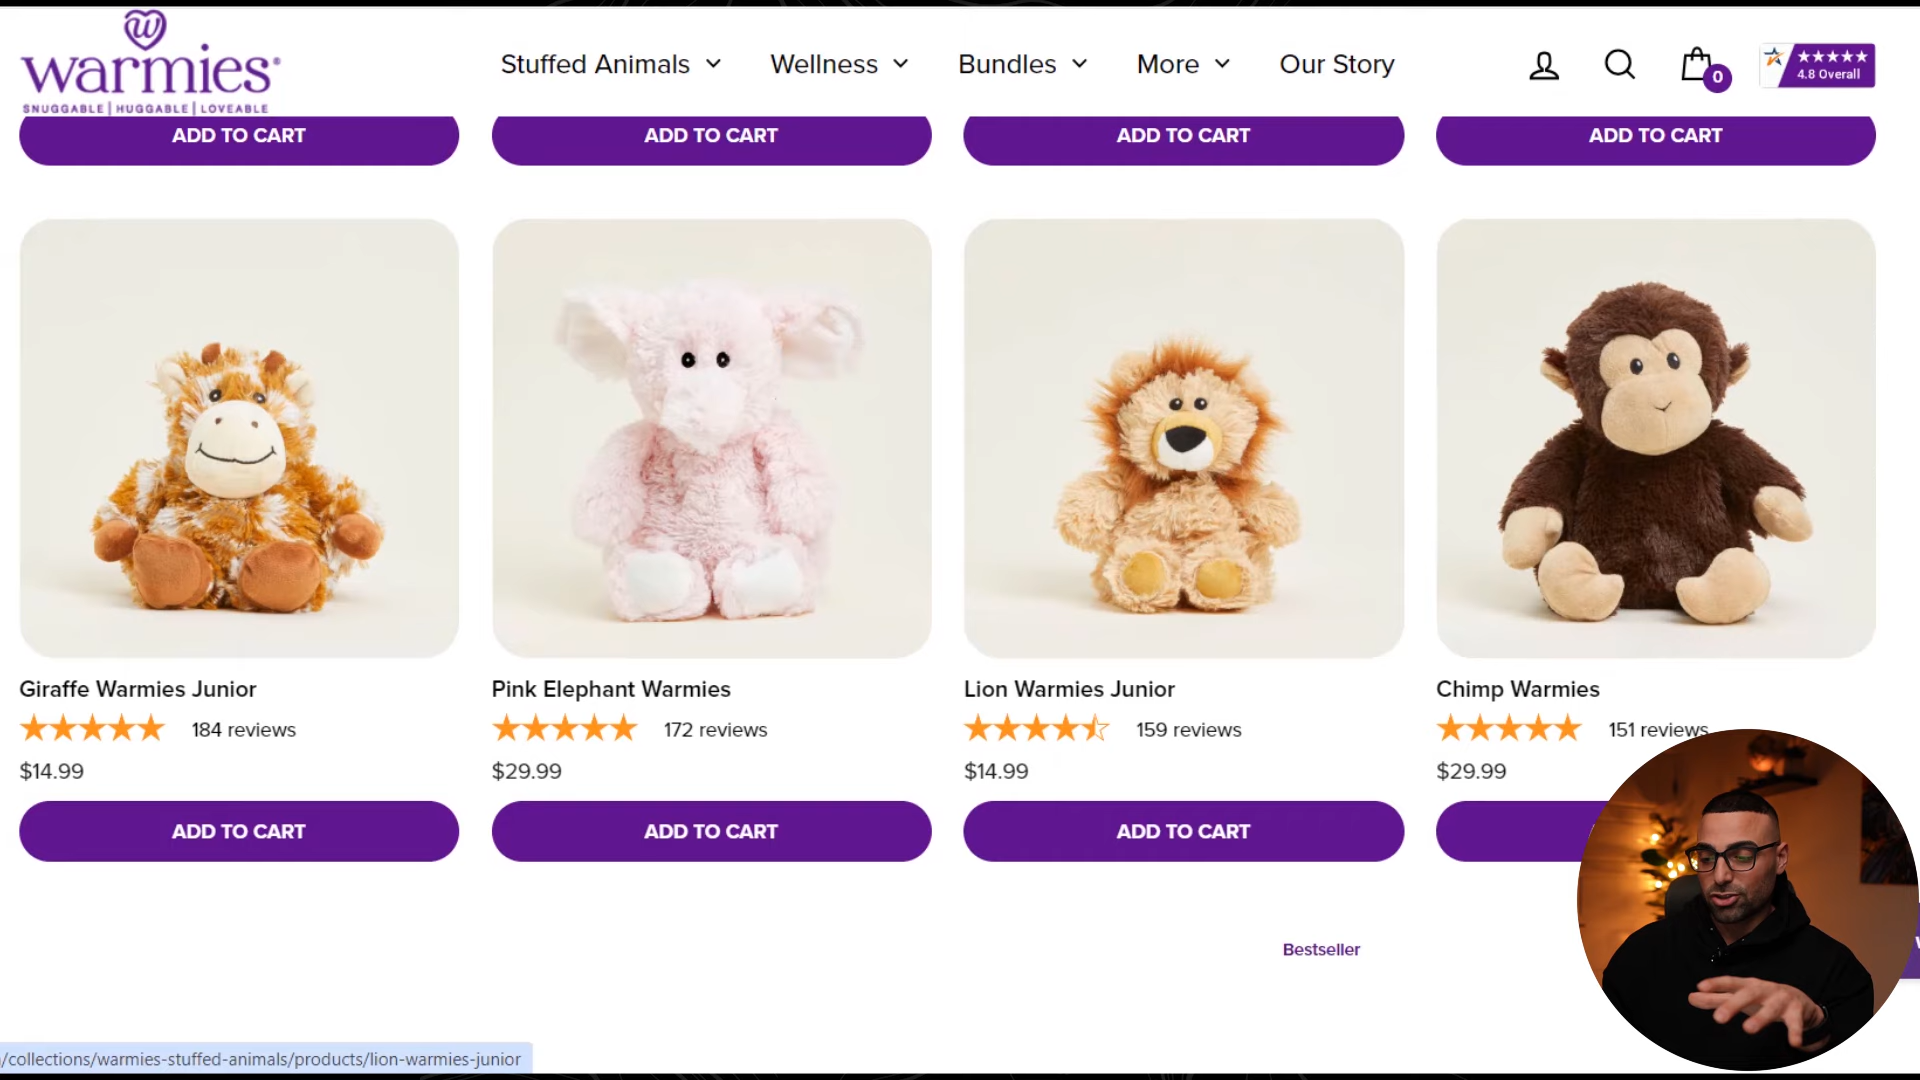 warmies®
SNUGGABLE | HUGGABLE | LOVEABLE
Stuffed Animals
Wellness
Bundles
More
Our Story
0
4.8 Overall
ADD TO CART
ADD TO CART
ADD TO CART
ADD TO CART
Giraffe Warmies Junior
184 reviews
$14.99
ADD TO CART
Pink Elephant Warmies
172 reviews
$29.99
ADD TO CART
Lion Warmies Junior
159 reviews
$14.99
ADD TO CART
Chimp Warmies
151 reviews
$29.99
Bestseller
/collections/warmies-stuffed-animals/products/lion-warmies-junior